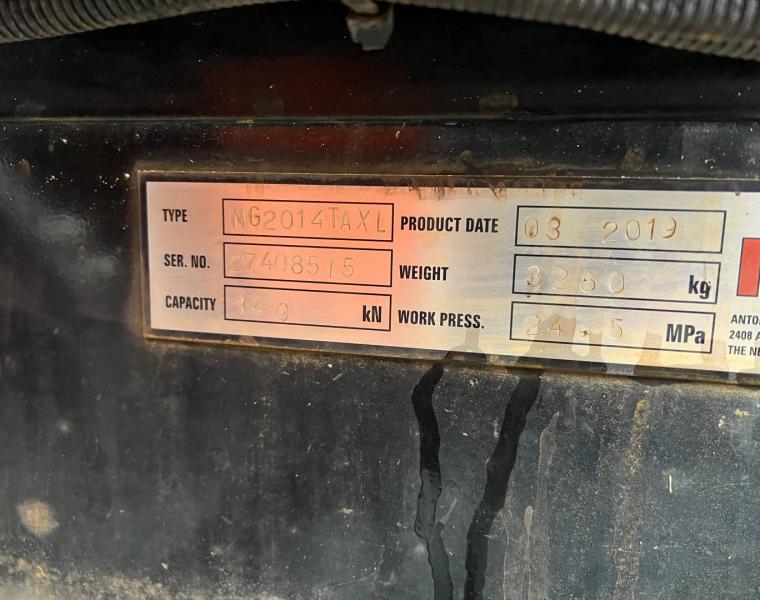 TYPE NG2014TAXL PRODUCT DATE 03 2019
SER. NO. 27408515 WEIGHT 3250 kg
CAPACITY 140 kN WORK PRESS. 24.5 MPa
ANTO
2408 A
THE NE